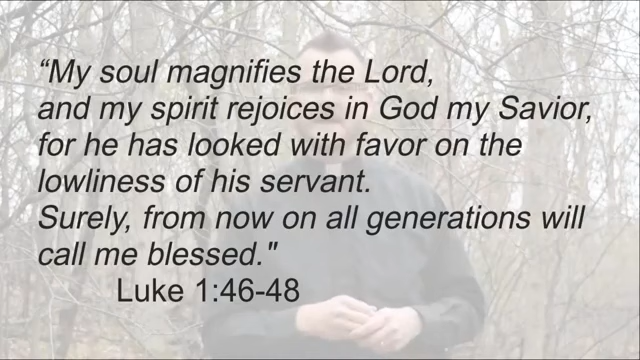 “My soul magnifies the Lord,
and my spirit rejoices in God my Savior,
for he has looked with favor on the
lowliness of his servant.
Surely, from now on all generations will
call me blessed."
Luke 1:46-48